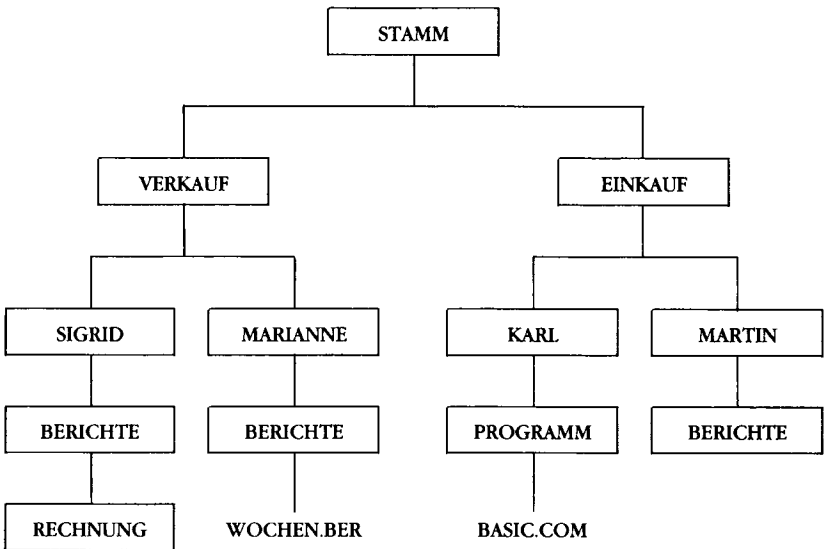 STAMM
VERKAUF EINKAUF
SIGRID MARIANNE KARL MARTIN
BERICHTE BERICHTE PROGRAMM BERICHTE
RECHNUNG WOCHEN.BER BASIC.COM